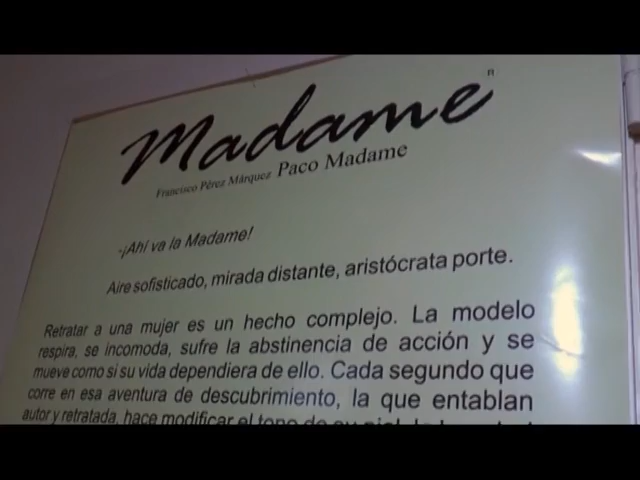 Madame R
Francisco Pérez Márquez Paco Madame
-¡Ahí va la Madame!
Aire sofisticado, mirada distante, aristócrata porte.
Retratar a una mujer es un hecho complejo. La modelo
respira, se incomoda, sufre la abstinencia de acción y se
mueve como si su vida dependiera de ello. Cada segundo que
corre en esa aventura de descubrimiento, la que entablan
autor y retratada, hace modificar el tono de su piel, la